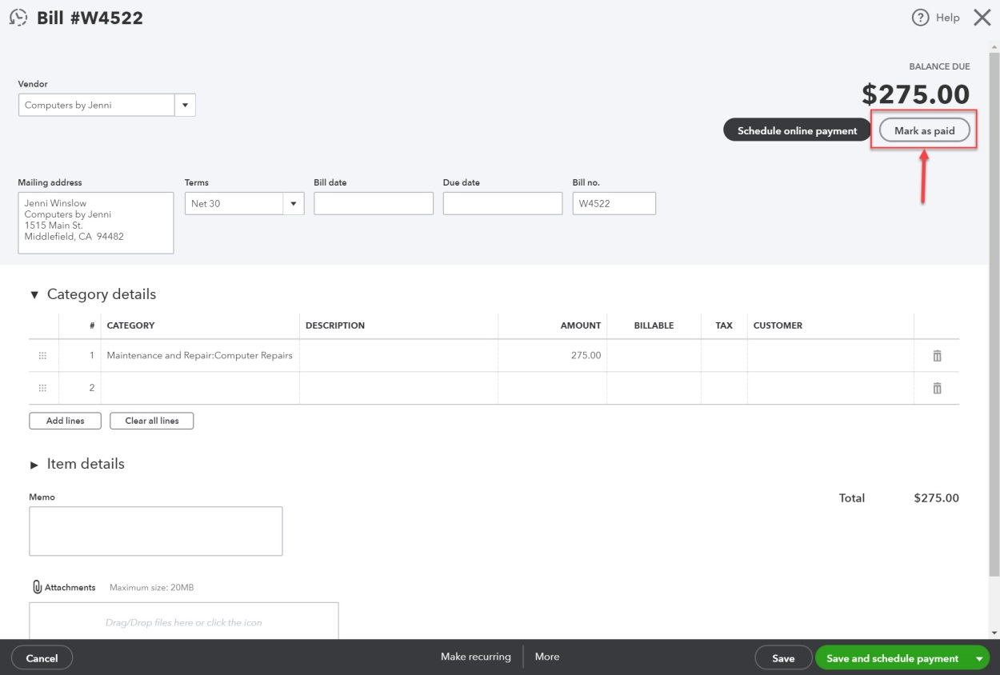 Bill #W4522
Help
BALANCE DUE
$275.00
Vendor
Computers by Jenni
Schedule online payment
Mark as paid
Mailing address
Jenni Winslow
Computers by Jenni
1515 Main St.
Middlefield, CA  94482
Terms
Net 30
Bill date
Due date
Bill no.
W4522
Category details
# CATEGORY DESCRIPTION AMOUNT BILLABLE TAX CUSTOMER
1 Maintenance and Repair:Computer Repairs 275.00
2
Add lines Clear all lines
Item details
Memo
Total $275.00
Attachments Maximum size: 20MB
Drag/Drop files here or click the icon
Cancel Make recurring More Save Save and schedule payment